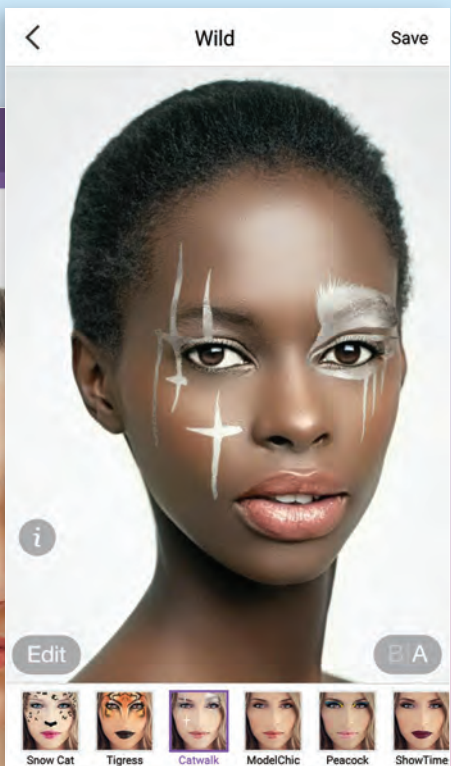 Wild
Save
i
Edit
B A
Snow Cat
Tigress
Catwalk
ModelChic
Peacock
ShowTime